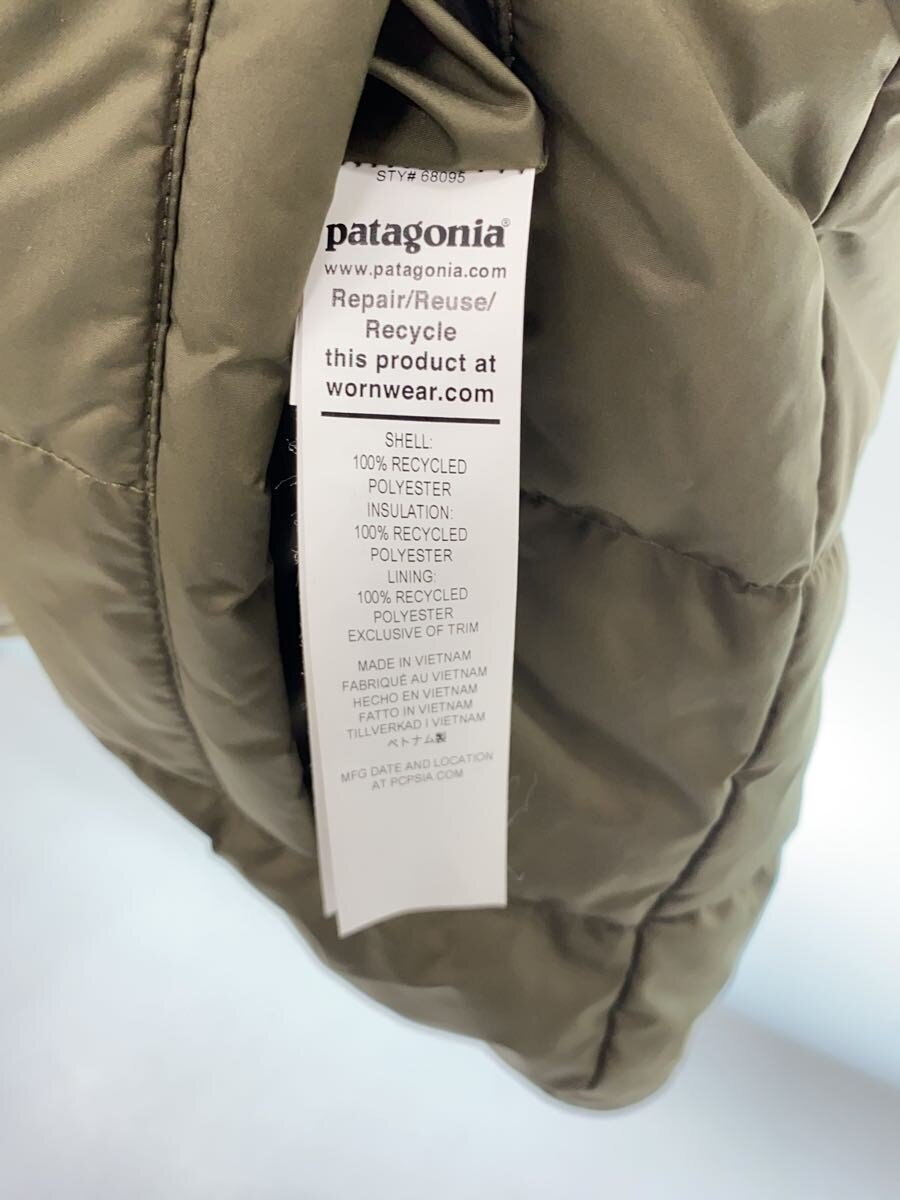 STY# 68095
patagonia®
www.patagonia.com
Repair/Reuse/
Recycle
this product at
wornwear.com
SHELL:
100% RECYCLED
POLYESTER
INSULATION:
100% RECYCLED
POLYESTER
LINING:
100% RECYCLED
POLYESTER
EXCLUSIVE OF TRIM
MADE IN VIETNAM
FABRIQUÉ AU VIETNAM
HECHO EN VIETNAM
FATTO IN VIETNAM
TILLVERKAD I VIETNAM
ベトナム製
MFG DATE AND LOCATION
AT PCPSIA.COM